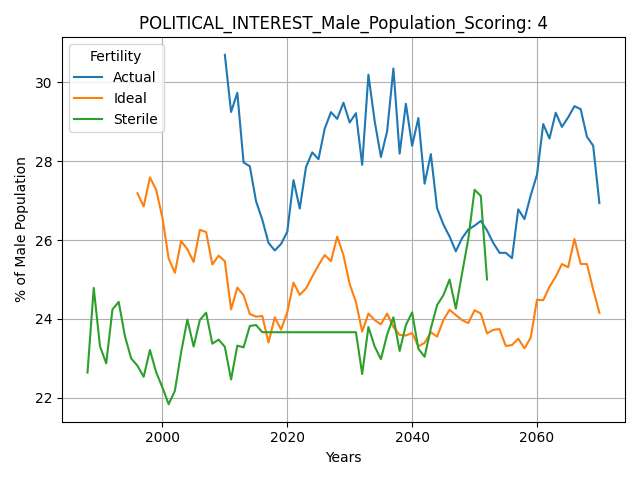 POLITICAL_INTEREST_Male_Population_Scoring: 4
Fertility
Actual
Ideal
Sterile
% of Male Population
30
28
26
24
22
2000
2020
2040
2060
Years